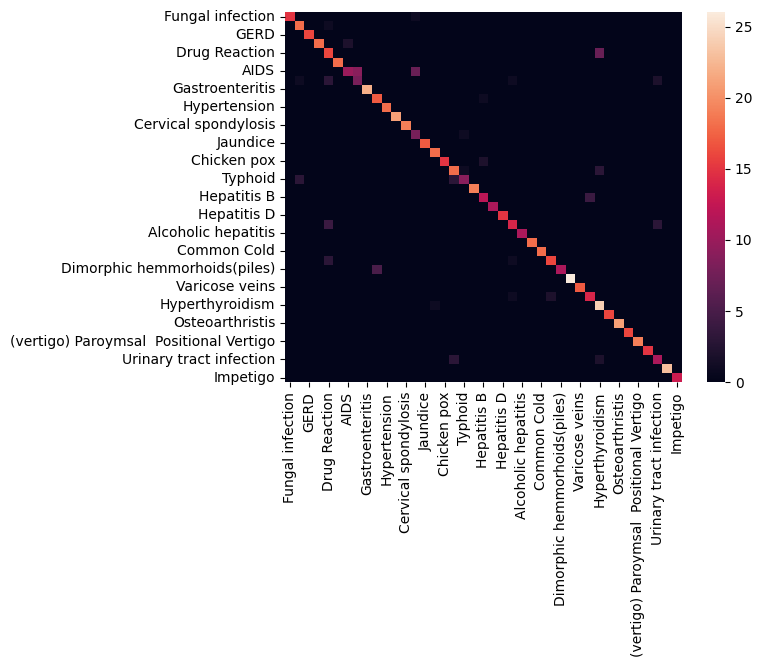 Fungal infection
GERD
Drug Reaction
AIDS
Gastroenteritis
Hypertension
Cervical spondylosis
Jaundice
Chicken pox
Typhoid
Hepatitis B
Hepatitis D
Alcoholic hepatitis
Common Cold
Dimorphic hemmorhoids(piles)
Varicose veins
Hyperthyroidism
Osteoarthristis
(vertigo) Paroymsal  Positional Vertigo
Urinary tract infection
Impetigo
25
20
15
10
5
0
Fungal infection
GERD
Drug Reaction
AIDS
Gastroenteritis
Hypertension
Cervical spondylosis
Jaundice
Chicken pox
Typhoid
Hepatitis B
Hepatitis D
Alcoholic hepatitis
Common Cold
Dimorphic hemmorhoids(piles)
Varicose veins
Hyperthyroidism
Osteoarthristis
(vertigo) Paroymsal  Positional Vertigo
Urinary tract infection
Impetigo